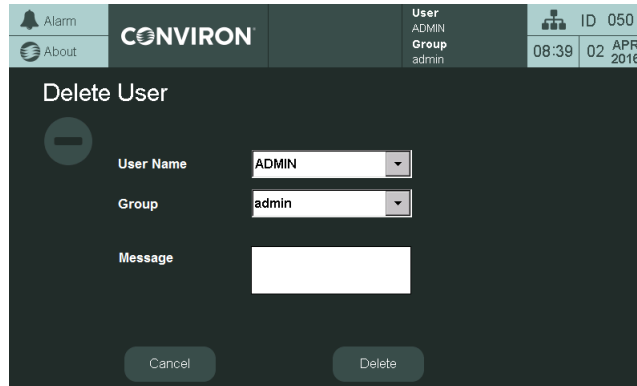 Alarm
About
CONVIRON
User
ADMIN
Group
admin
ID 050
08:39 02 APR 2016
Delete User
User Name ADMIN
Group admin
Message
Cancel Delete